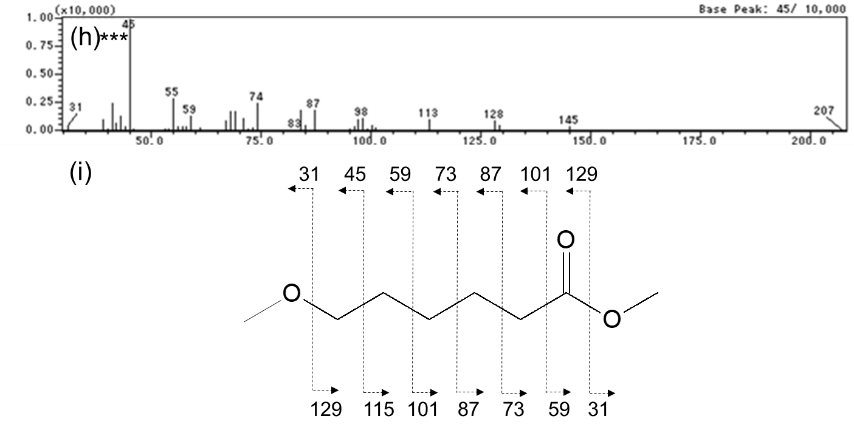 (x10,000)
Base Peak: 45/ 10,000
1.00
0.75
0.50
0.25
0.00
(h)***
45
31
55
59
74
83
87
98
113
128
145
207
50.0
75.0
100.0
125.0
150.0
175.0
200.0
(i)
31 45 59 73 87 101 129
O
O
O
129 115 101 87 73 59 31